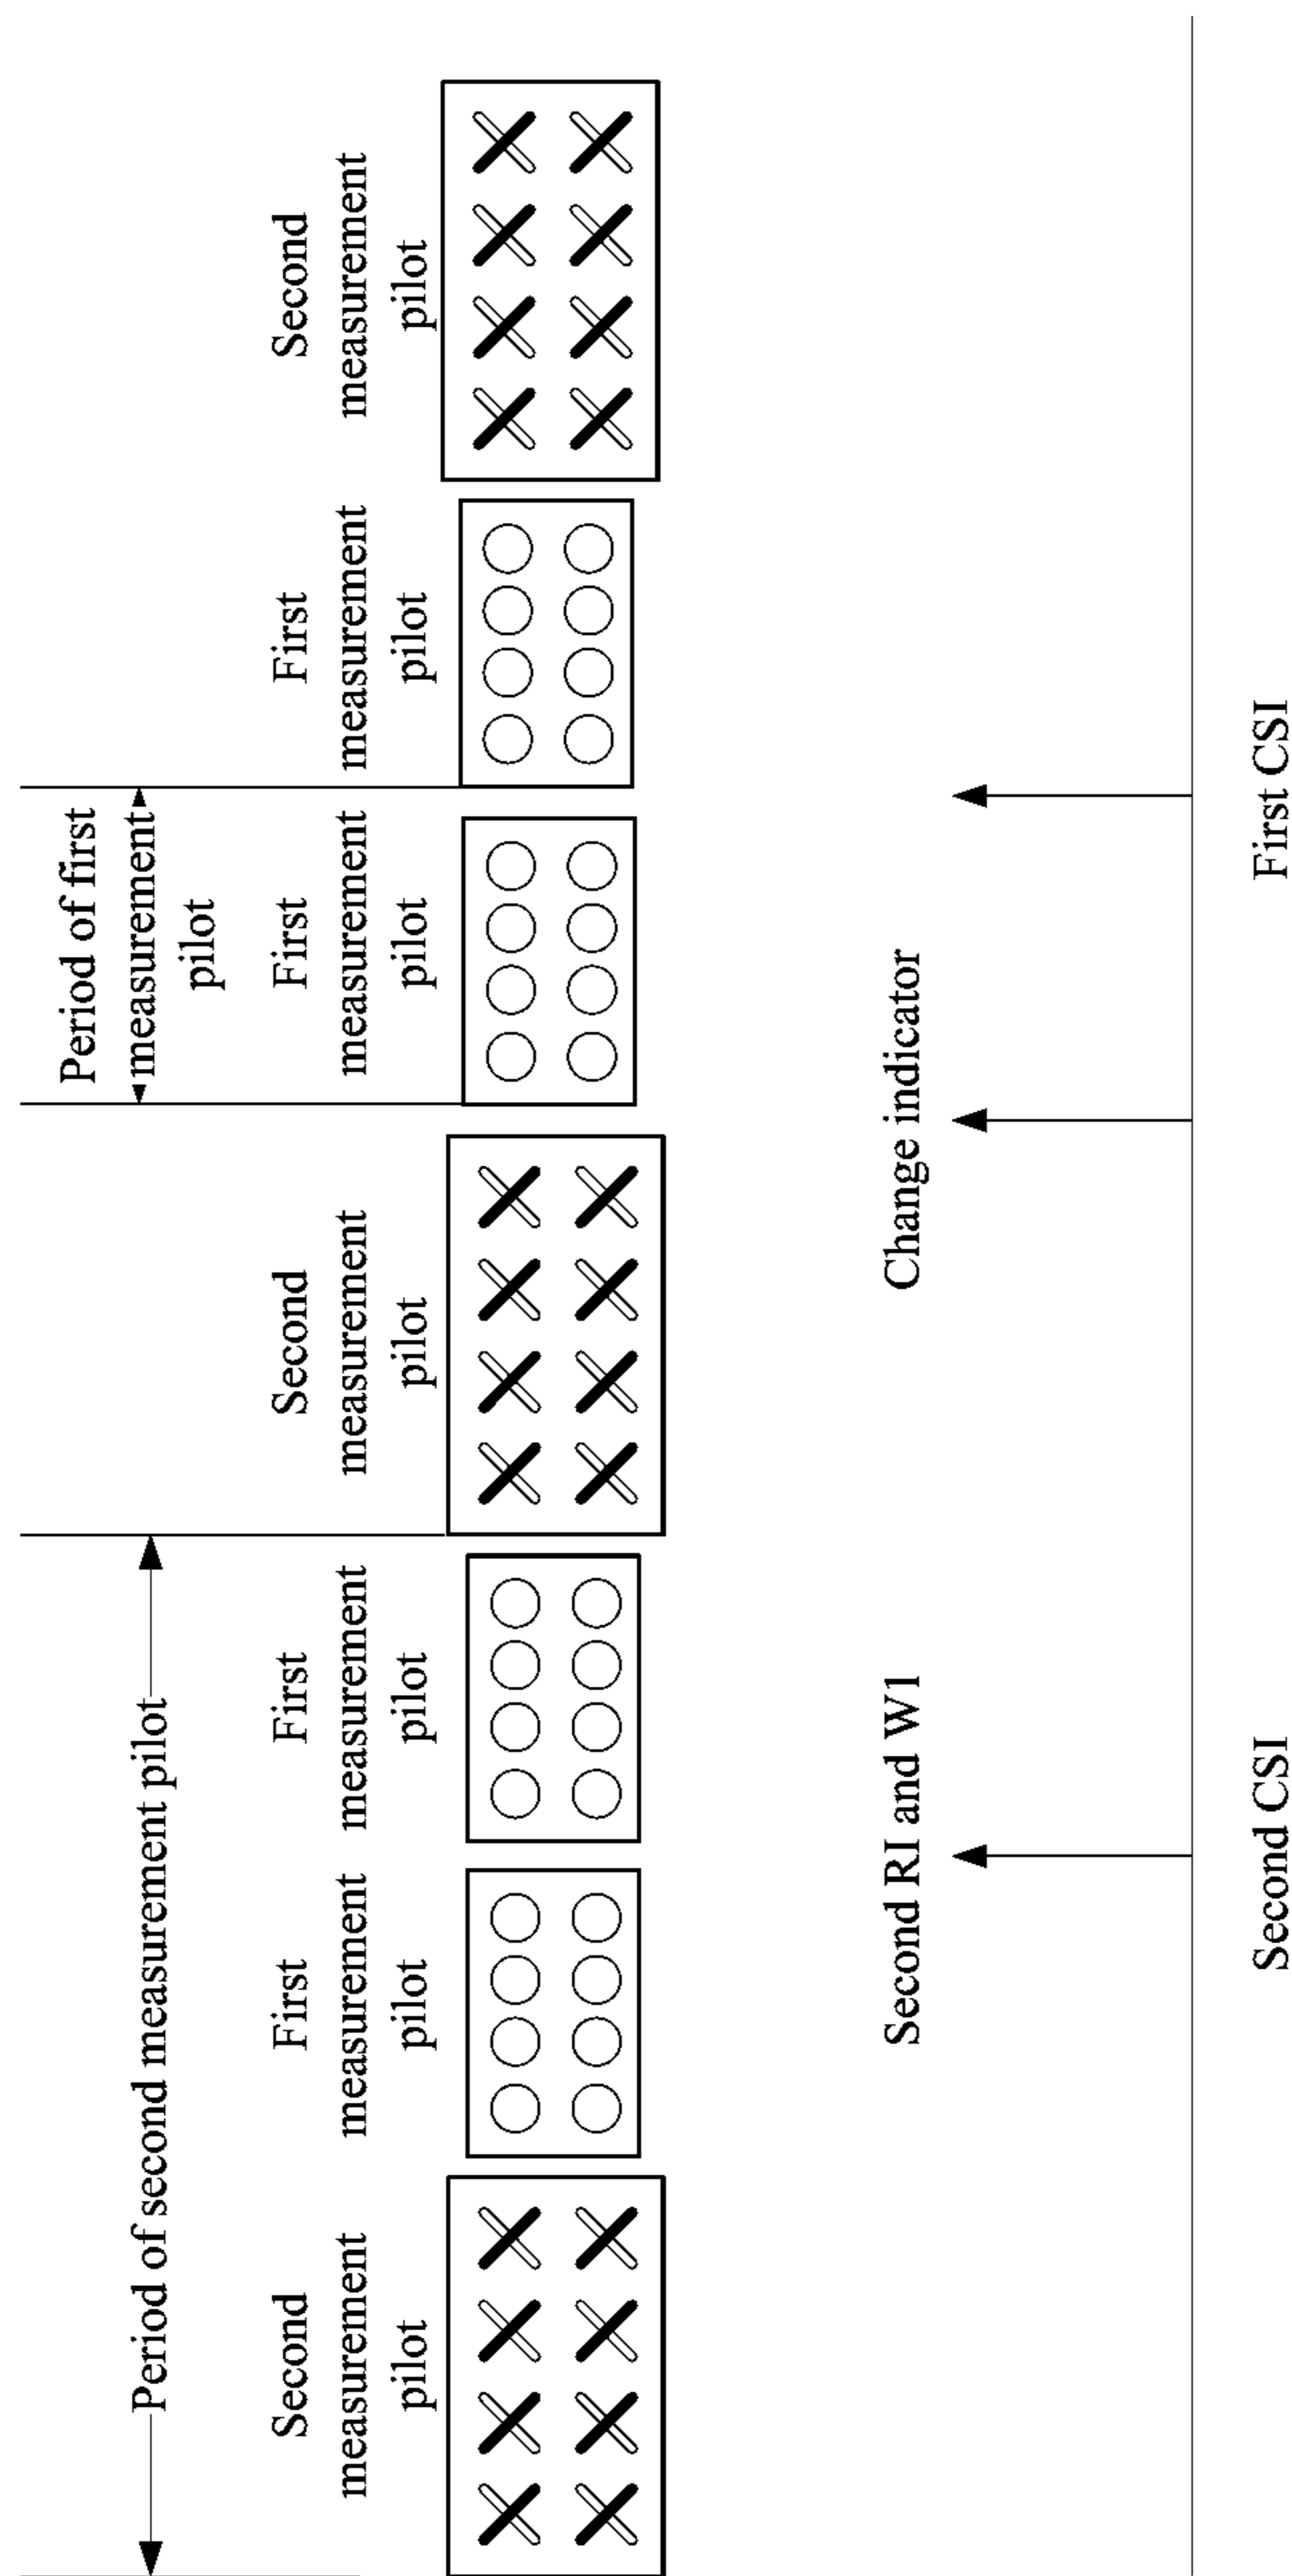 Period of second measurement pilot
Period of first
measurement
pilot
Second
measurement
pilot
First
measurement
pilot
First
measurement
pilot
Second
measurement
pilot
First
measurement
pilot
First
measurement
pilot
Second
measurement
pilot
Second RI and W1
Change indicator
Second CSI
First CSI